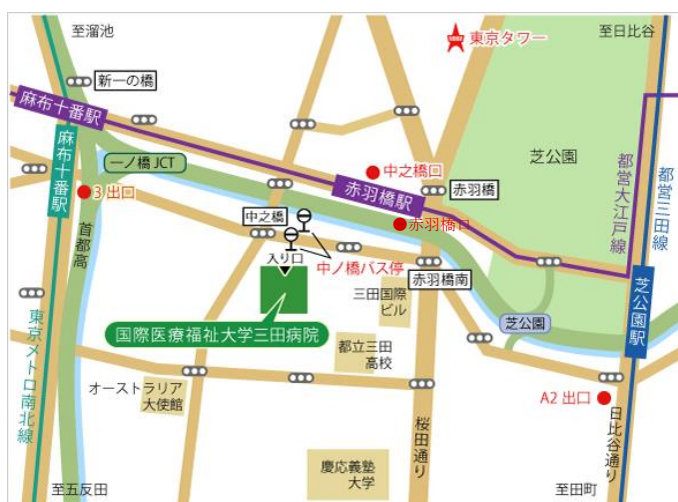 至溜池
東京タワー
至日比谷
新一の橋
麻布十番駅
麻布十番駅
一ノ橋 JCT
中之橋口
赤羽橋駅
赤羽橋
芝公園
都営大江戸線
都営三田線
3 出口
首都高
中之橋
赤羽橋口
入り口
中ノ橋バス停
赤羽橋南
三田国際
ビル
芝公園
芝公園駅
国際医療福祉大学三田病院
東京メトロ南北線
都立三田
高校
オーストラリア
大使館
A2 出口
桜田通り
日比谷通り
慶応義塾
大学
至五反田
至田町